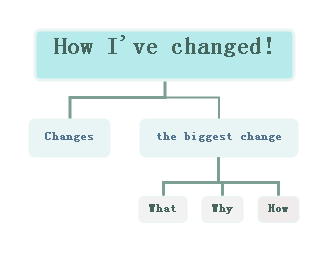 How I've changed!
Changes
the biggest change
What
Why
How